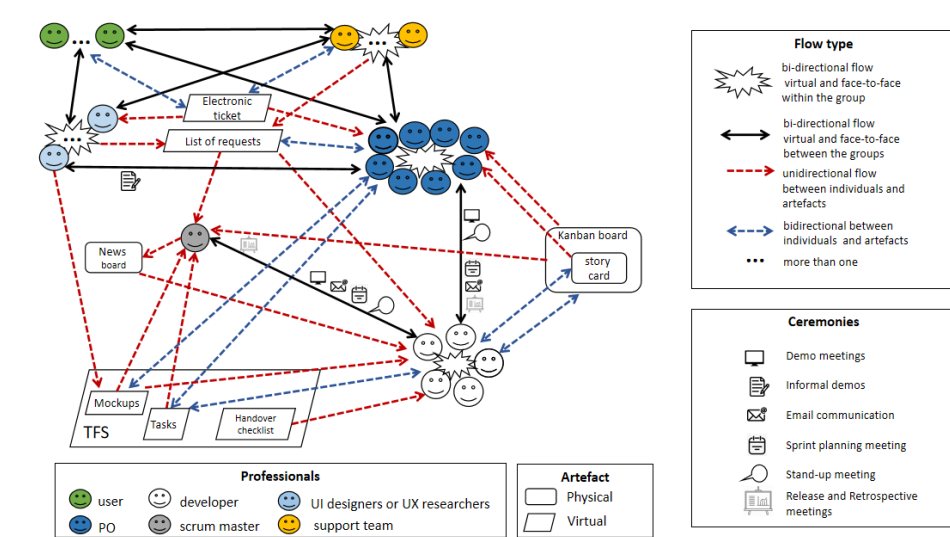 Electronic
ticket
List of requests
News
board
Kanban board
story
card
Mockups
Tasks
Handover
checklist
TFS
Flow type
bi-directional flow
virtual and face-to-face
within the group
bi-directional flow
virtual and face-to-face
between the groups
unidirectional flow
between individuals and
artefacts
bidirectional between
individuals and artefacts
more than one
Ceremonies
Demo meetings
Informal demos
Email communication
Sprint planning meeting
Stand-up meeting
Release and Retrospective
meetings
Professionals
user
developer
UI designers or UX researchers
PO
scrum master
support team
Artefact
Physical
Virtual